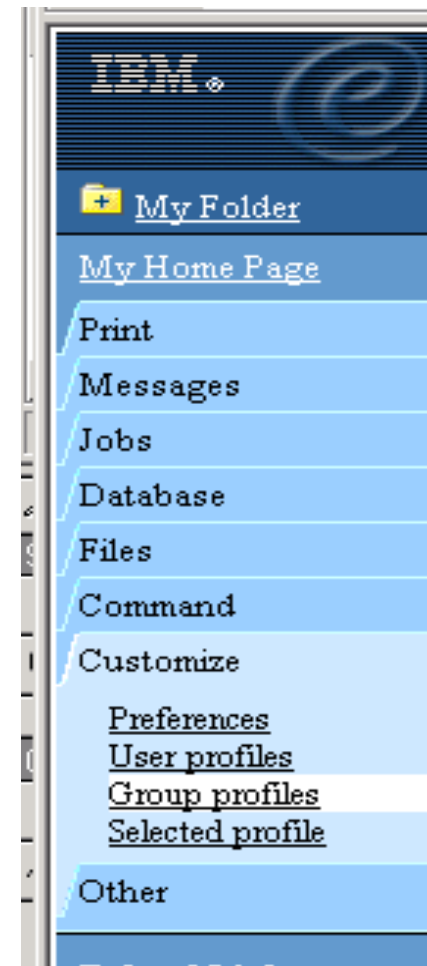 IBM®
My Folder
My Home Page
Print
Messages
Jobs
Database
Files
Command
Customize
Preferences
User profiles
Group profiles
Selected profile
Other